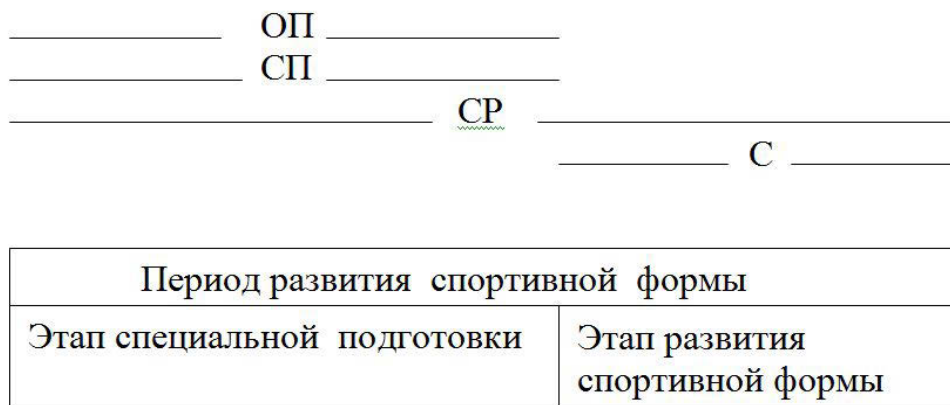 ОП
СП
СР
С
Период развития спортивной формы
Этап специальной подготовки
Этап развития
спортивной формы